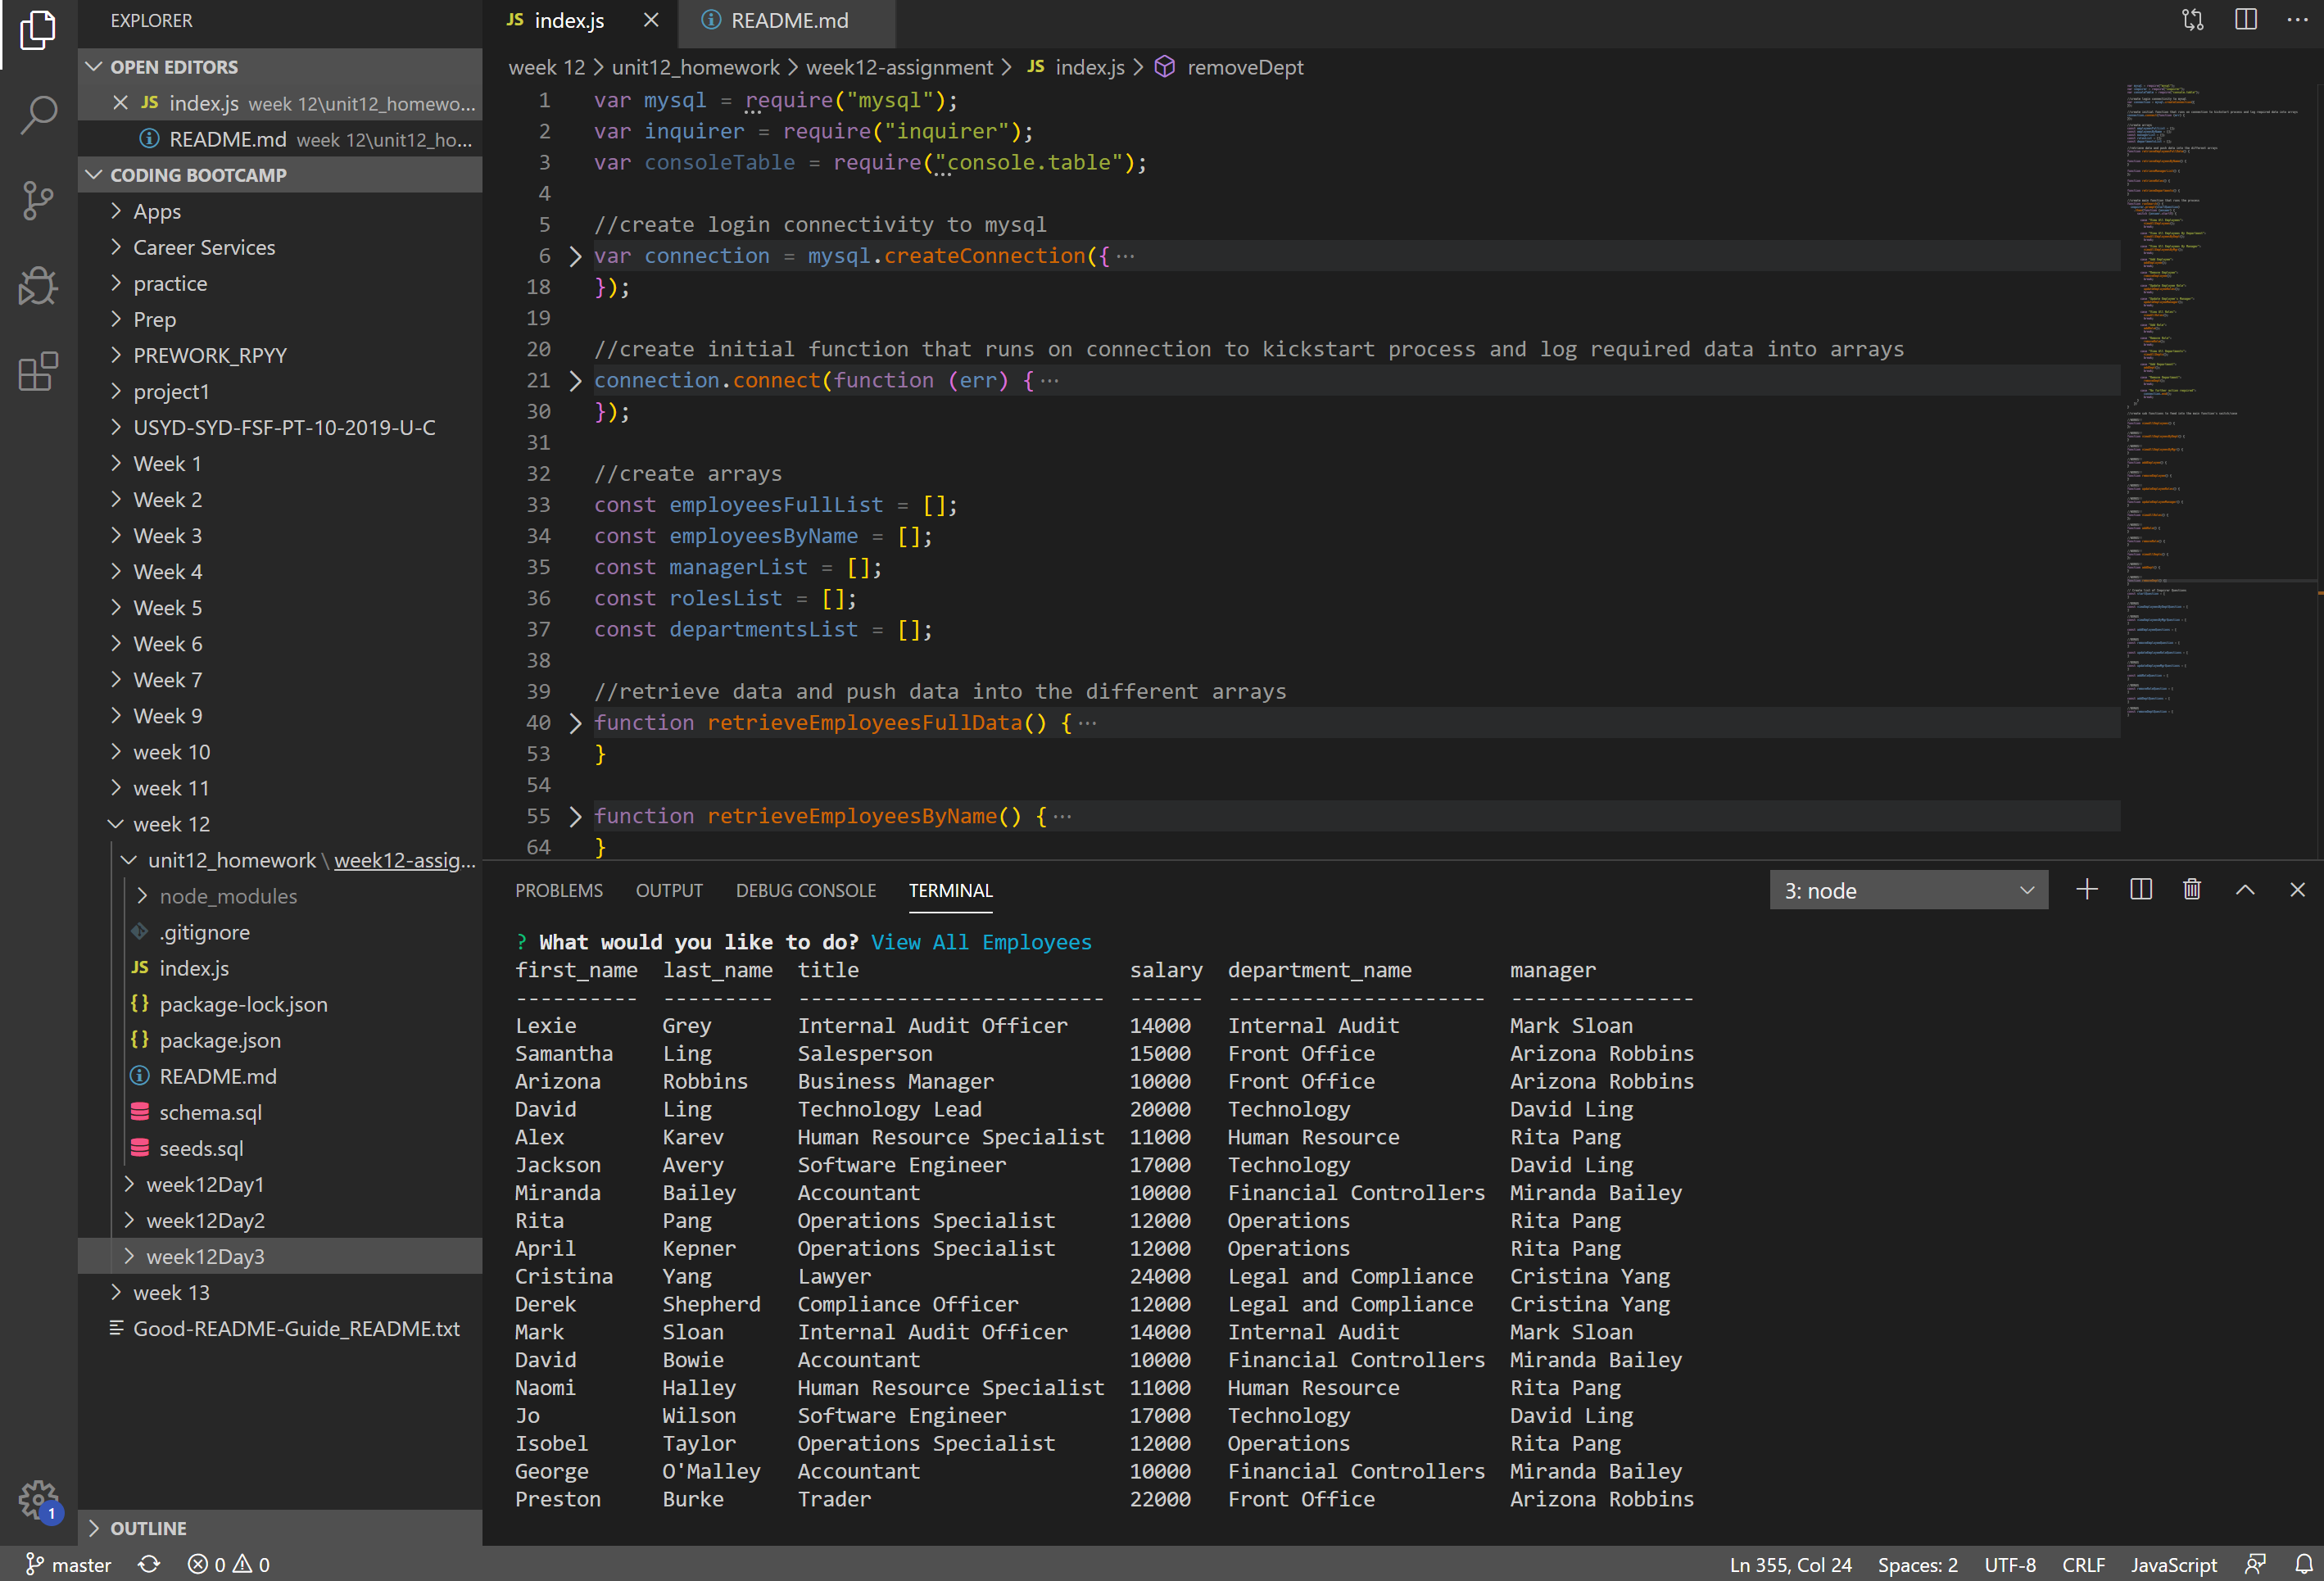 EXPLORER
OPEN EDITORS
JS index.js week 12\unit12_homewo...
README.md week 12\unit12_ho...
CODING BOOTCAMP
Apps
Career Services
practice
Prep
PREWORK_RPYY
project1
USYD-SYD-FSF-PT-10-2019-U-C
Week 1
Week 2
Week 3
Week 4
Week 5
Week 6
Week 7
Week 9
week 10
week 11
week 12
unit12_homework \ week12-assig...
node_modules
.gitignore
JS index.js
{} package-lock.json
{} package.json
README.md
schema.sql
seeds.sql
week12Day1
week12Day2
week12Day3
week 13
Good-README-Guide_README.txt
OUTLINE
1
JS index.js
README.md
week 12 > unit12_homework > week12-assignment > JS index.js > removeDept
1 var mysql = require("mysql");
2 var inquirer = require("inquirer");
3 var consoleTable = require("console.table");
4
5 //create login connectivity to mysql
6 var connection = mysql.createConnection({ ···
18 });
19
20 //create initial function that runs on connection to kickstart process and log required data into arrays
21 connection.connect(function (err) { ···
30 });
31
32 //create arrays
33 const employeesFullList = [];
34 const employeesByName = [];
35 const managerList = [];
36 const rolesList = [];
37 const departmentsList = [];
38
39 //retrieve data and push data into the different arrays
40 function retrieveEmployeesFullData() { ···
53 }
54
55 function retrieveEmployeesByName() { ···
64 }
PROBLEMS OUTPUT DEBUG CONSOLE TERMINAL 3: node
? What would you like to do? View All Employees
first_name last_name title salary department_name manager
---------- --------- ------------------------- ------ --------------------- ---------------
Lexie Grey Internal Audit Officer 14000 Internal Audit Mark Sloan
Samantha Ling Salesperson 15000 Front Office Arizona Robbins
Arizona Robbins Business Manager 10000 Front Office Arizona Robbins
David Ling Technology Lead 20000 Technology David Ling
Alex Karev Human Resource Specialist 11000 Human Resource Rita Pang
Jackson Avery Software Engineer 17000 Technology David Ling
Miranda Bailey Accountant 10000 Financial Controllers Miranda Bailey
Rita Pang Operations Specialist 12000 Operations Rita Pang
April Kepner Operations Specialist 12000 Operations Rita Pang
Cristina Yang Lawyer 24000 Legal and Compliance Cristina Yang
Derek Shepherd Compliance Officer 12000 Legal and Compliance Cristina Yang
Mark Sloan Internal Audit Officer 14000 Internal Audit Mark Sloan
David Bowie Accountant 10000 Financial Controllers Miranda Bailey
Naomi Halley Human Resource Specialist 11000 Human Resource Rita Pang
Jo Wilson Software Engineer 17000 Technology David Ling
Isobel Taylor Operations Specialist 12000 Operations Rita Pang
George O'Malley Accountant 10000 Financial Controllers Miranda Bailey
Preston Burke Trader 22000 Front Office Arizona Robbins
master 0 0 Ln 355, Col 24 Spaces: 2 UTF-8 CRLF JavaScript